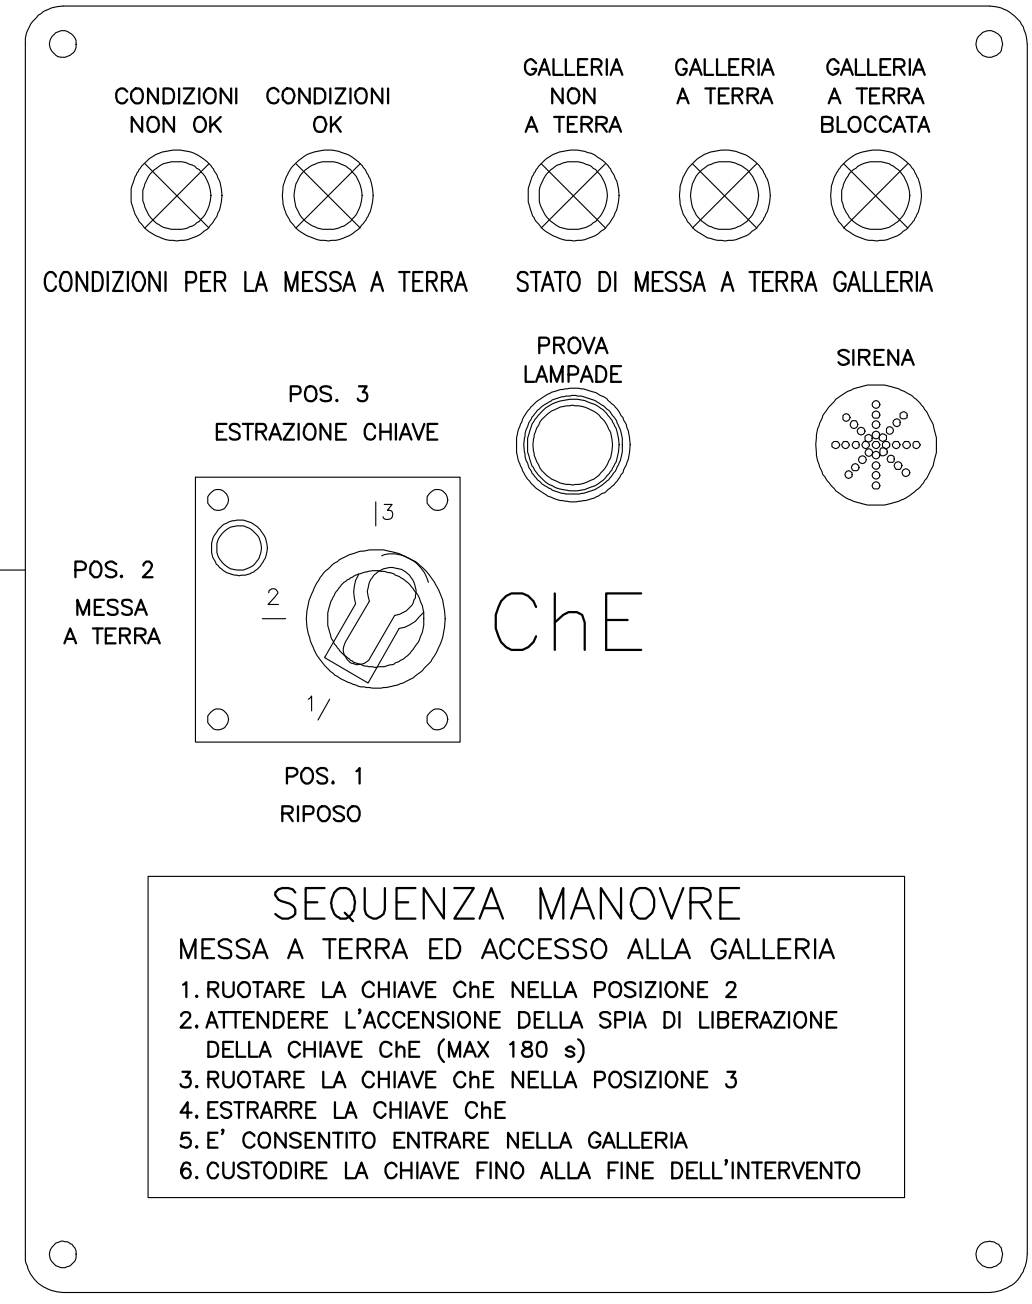 CONDIZIONI
NON OK
CONDIZIONI
OK
GALLERIA
NON
A TERRA
GALLERIA
A TERRA
GALLERIA
A TERRA
BLOCCATA
CONDIZIONI PER LA MESSA A TERRA
STATO DI MESSA A TERRA GALLERIA
PROVA
LAMPADE
SIRENA
POS. 3
ESTRAZIONE CHIAVE
3
POS. 2
MESSA
A TERRA
2
ChE
1
POS. 1
RIPOSO
SEQUENZA MANOVRE
MESSA A TERRA ED ACCESSO ALLA GALLERIA
1. RUOTARE LA CHIAVE ChE NELLA POSIZIONE 2
2. ATTENDERE L'ACCENSIONE DELLA SPIA DI LIBERAZIONE
DELLA CHIAVE ChE (MAX 180 s)
3. RUOTARE LA CHIAVE ChE NELLA POSIZIONE 3
4. ESTRARRE LA CHIAVE ChE
5. E' CONSENTITO ENTRARE NELLA GALLERIA
6. CUSTODIRE LA CHIAVE FINO ALLA FINE DELL'INTERVENTO